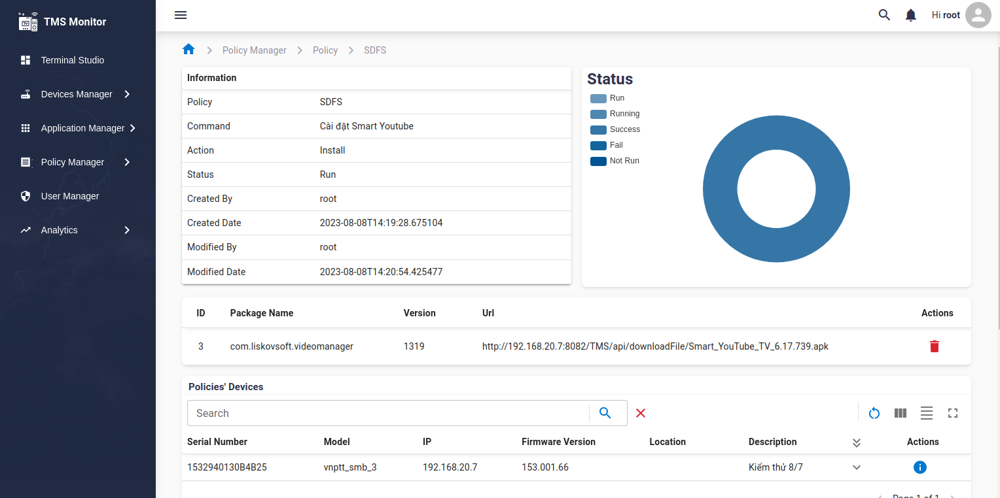 TMS Monitor
Terminal Studio
Devices Manager
Application Manager
Policy Manager
User Manager
Analytics
Hi root
Policy Manager
Policy
SDFS
Information
Policy SDFS
Command Cài đặt Smart Youtube
Action Install
Status Run
Created By root
Created Date 2023-08-08T14:19:28.675104
Modified By root
Modified Date 2023-08-08T14:20:54.425477
Status
Run
Running
Success
Fail
Not Run
ID Package Name Version Url Actions
3 com.liskovsoft.videomanager 1319 http://192.168.20.7:8082/TMS/api/downloadFile/Smart_YouTube_TV_6.17.739.apk
Policies' Devices
Search
Serial Number Model IP Firmware Version Location Description Actions
1532940130B4B25 vnptt_smb_3 192.168.20.7 153.001.66 Kiểm thử 8/7
Page 1 of 1